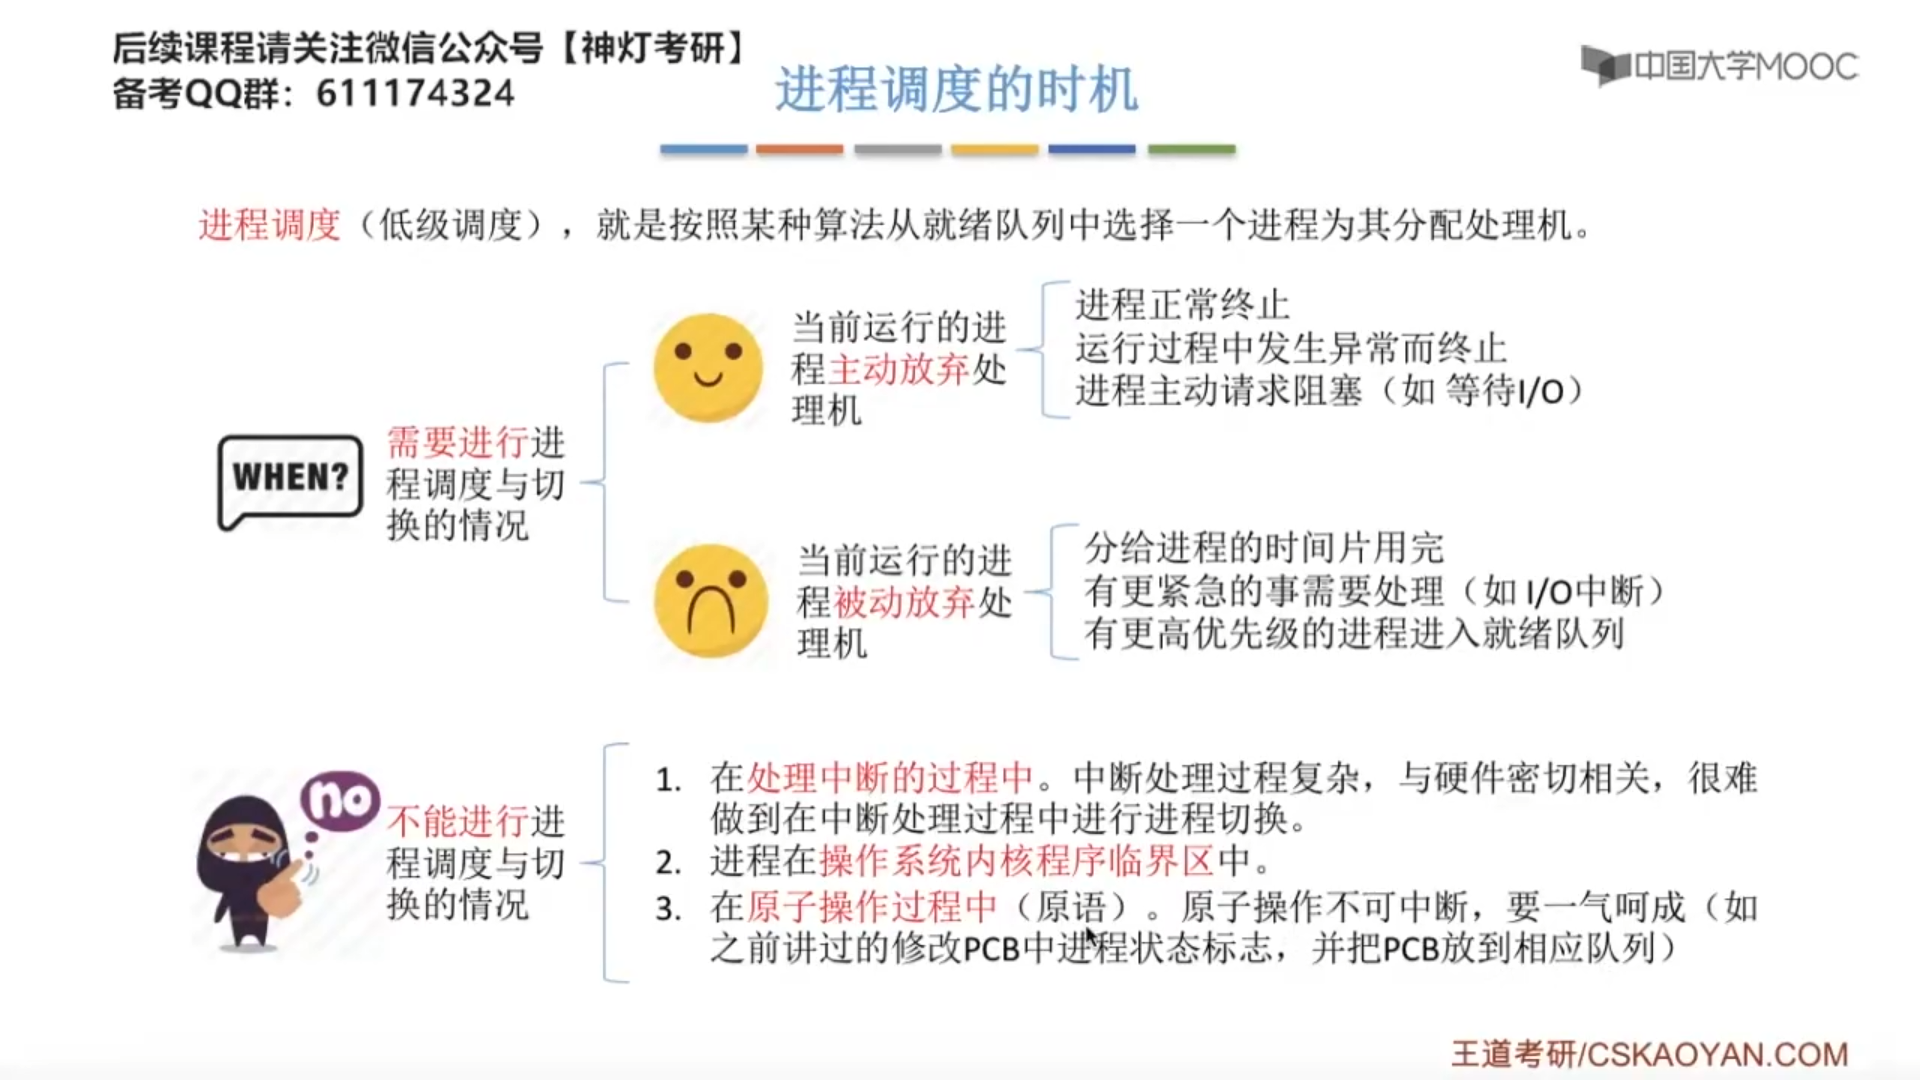 后续课程请关注微信公众号【神灯考研】
备考QQ群：611174324
进程调度的时机
中国大学MOOC
进程调度（低级调度），就是按照某种算法从就绪队列中选择一个进程为其分配处理机。
WHEN?
需要进行进
程调度与切
换的情况
当前运行的进
程主动放弃处
理机
进程正常终止
运行过程中发生异常而终止
进程主动请求阻塞（如 等待I/O）
当前运行的进
程被动放弃处
理机
分给进程的时间片用完
有更紧急的事需要处理（如 I/O中断）
有更高优先级的进程进入就绪队列
no
不能进行进
程调度与切
换的情况
1. 在处理中断的过程中。中断处理过程复杂，与硬件密切相关，很难
做到在中断处理过程中进行进程切换。
2. 进程在操作系统内核程序临界区中。
3. 在原子操作过程中（原语）。原子操作不可中断，要一气呵成（如
之前讲过的修改PCB中进程状态标志，并把PCB放到相应队列）
王道考研/CSKAOYAN.COM